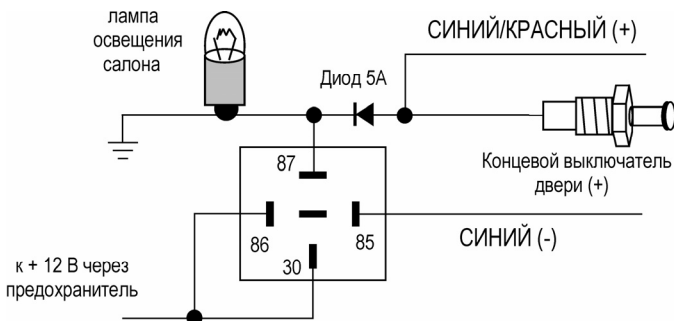 лампа
освещения
салона
СИНИЙ/КРАСНЫЙ (+)
Диод 5А
Концевой выключатель
двери (+)
87
86
85
30
СИНИЙ (-)
к + 12 В через
предохранитель